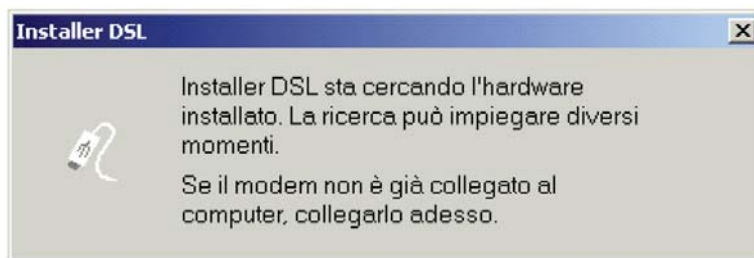 Installer DSL
Installer DSL sta cercando l'hardware
installato. La ricerca può impiegare diversi
momenti.
Se il modem non è già collegato al
computer, collegarlo adesso.